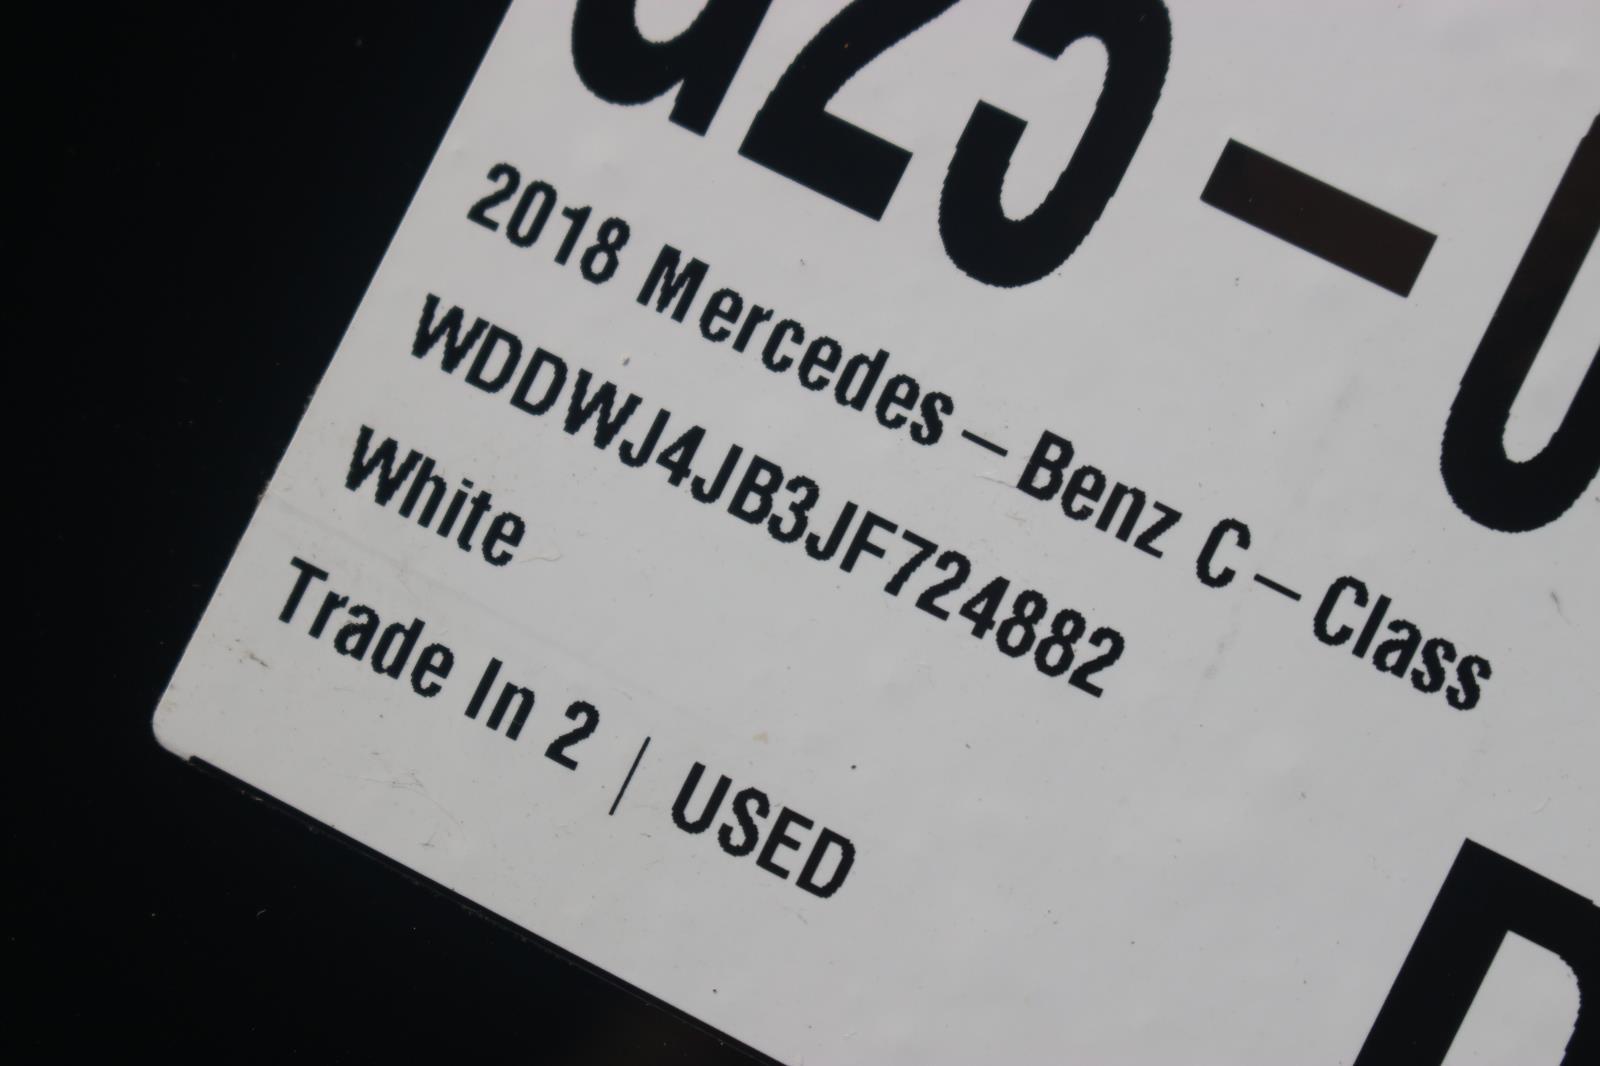 2018 Mercedes-Benz C-Class
WDDWJ4JB3JF724882
White
Trade In 2 | USED